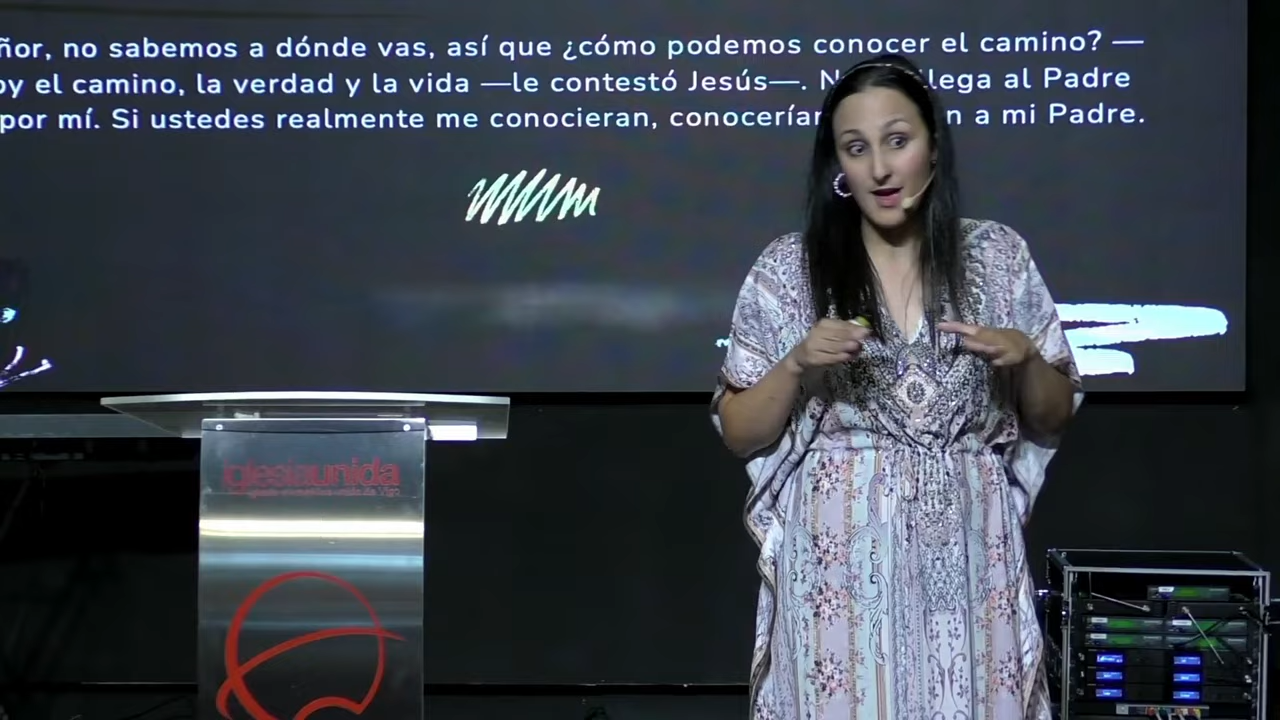 ñor, no sabemos a dónde vas, así que ¿cómo podemos conocer el camino? —
oy el camino, la verdad y la vida —le contestó Jesús—. N llega al Padre
por mí. Si ustedes realmente me conocieran, conocerían n a mi Padre.
iglesiaunida